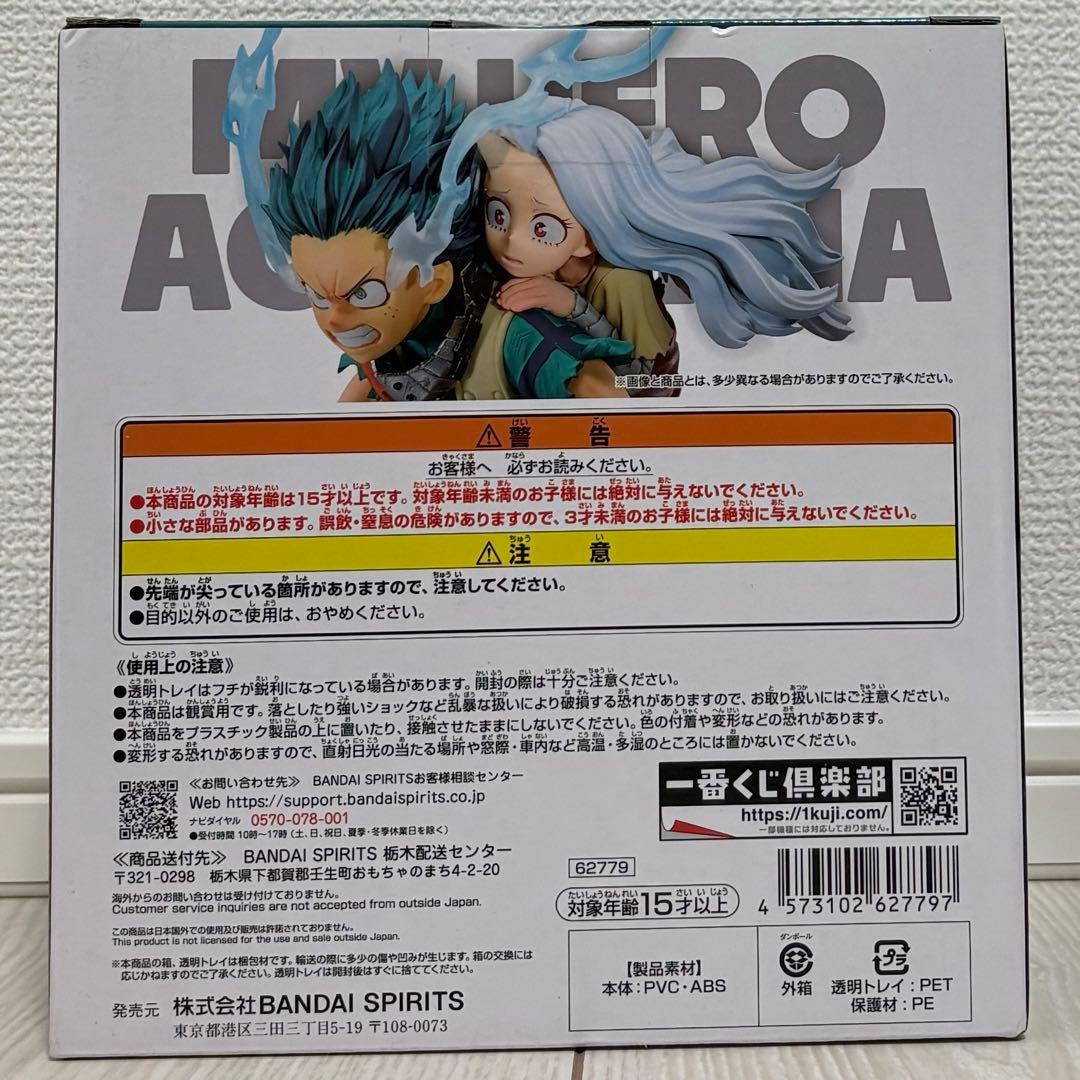 MY HERO
ACADEMIA
※画像と商品とは、多少異なる場合がありますのでご了承ください。
⚠警告
お客様へ 必ずお読みください。
●本商品の対象年齢は15才以上です。対象年齢未満のお子様には絶対に与えないでください。
●小さな部品があります。誤飲・窒息の危険がありますので、3才未満のお子様には絶対に与えないでください。
⚠注意
●先端が尖っている箇所がありますので、注意してください。
●目的以外のご使用は、おやめください。
《使用上の注意》
●透明トレイはフチが鋭利になっている場合があります。開封の際は十分ご注意ください。
●本商品は観賞用です。落としたり強いショックなど乱暴な扱いにより破損する恐れがありますので、お取り扱いにはご注意ください。
●本商品をプラスチック製品の上に置いたり、接触させたままにしないでください。色の付着や変形などの恐れがあります。
●変形する恐れがありますので、直射日光の当たる場所や窓際・車内など高温・多湿のところには置かないでください。
≪お問い合わせ先≫ BANDAI SPIRITSお客様相談センター
Web https://support.bandaispirits.co.jp
ナビダイヤル 0570-078-001
●受付時間 10時~17時(土、日、祝日、夏季・冬季休業日を除く)
一番くじ倶楽部
https://1kuji.com/
一部機種には対応しておりません。
≪商品送付先≫ BANDAI SPIRITS 栃木配送センター
〒321-0298 栃木県下都賀郡壬生町おもちゃのまち4-2-20
海外からのお問い合わせは受け付けておりません。
Customer service inquiries are not accepted from outside Japan.
この商品は日本国外での使用及び販売は許諾されておりません。
This product is not licensed for the use and sale outside Japan.
※本商品の箱、透明トレイは梱包材です。輸送の際に多少の傷や凹みが生じます。箱の交換には
応じかねますのでご了承ください。透明トレイは開封後はすぐに捨ててください。
発売元 株式会社BANDAI SPIRITS
東京都港区三田三丁目5-19 〒108-0073
62779
対象年齢15才以上
4 573102 627797
【製品素材】
本体:PVC・ABS
ダンボール
外箱
プラ
透明トレイ:PET
保護材:PE